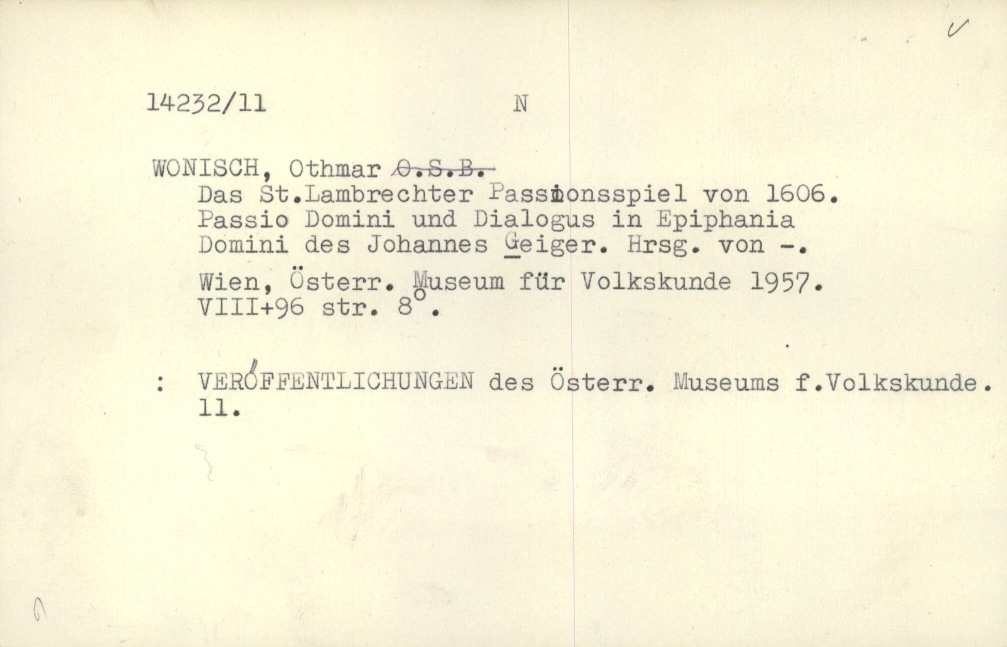 14232/11 N
WONISCH, Othmar O.S.B.
Das St.Lambrechter Passionsspiel von 1606.
Passio Domini und Dialogus in Epiphania
Domini des Johannes Geiger. Hrsg. von -.
Wien, Österr. Museum für Volkskunde 1957.
VIII+96 str. 8°.
: VERÖFFENTLICHUNGEN des Österr. Museums f.Volkskunde.
11.